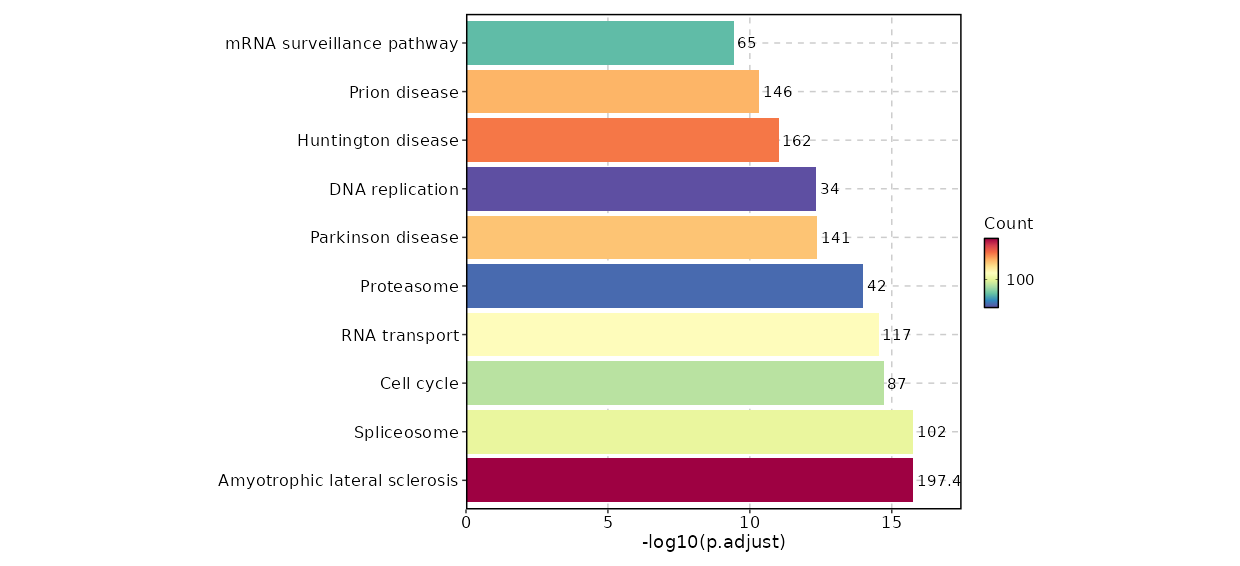 mRNA surveillance pathway 65
Prion disease 146
Huntington disease 162
DNA replication 34
Parkinson disease 141
Proteasome 42
RNA transport 117
Cell cycle 87
Spliceosome 102
Amyotrophic lateral sclerosis 197.4
0 5 10 15
-log10(p.adjust)
Count
100